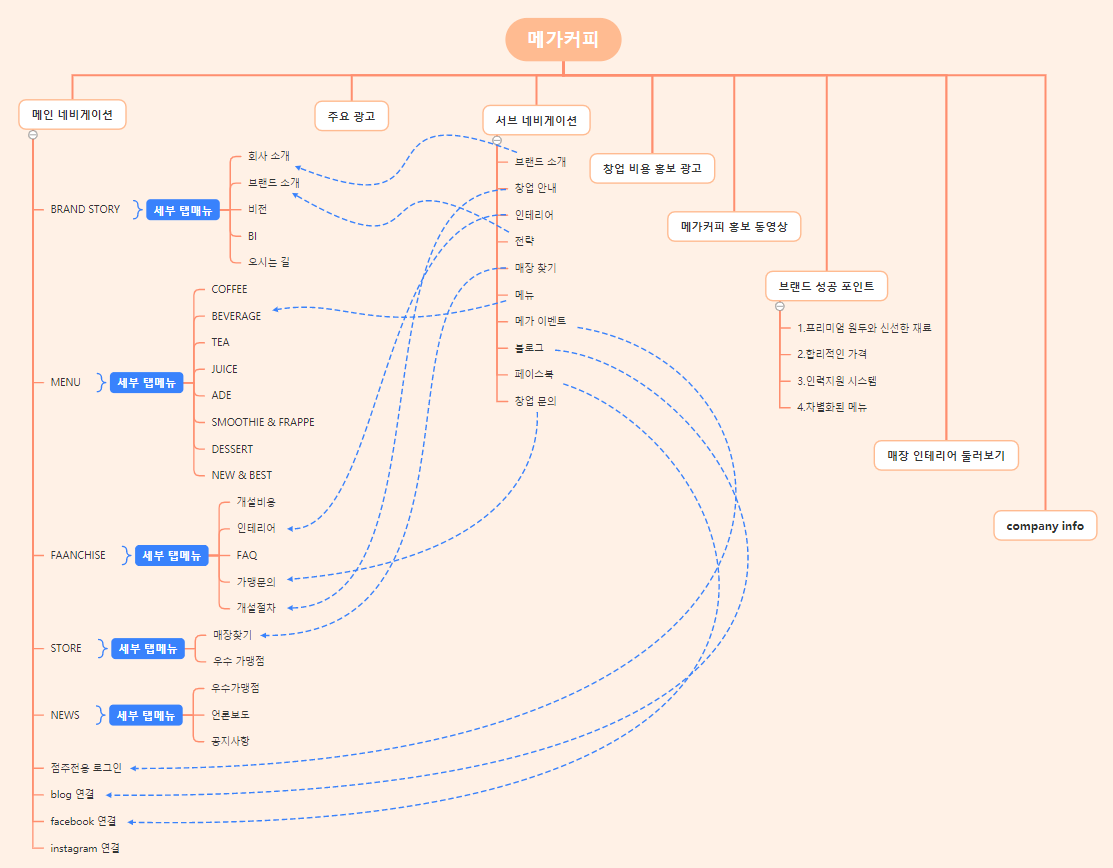 메가커피
메인 네비게이션
BRAND STORY
세부 탭메뉴
회사 소개
브랜드 소개
비전
BI
오시는 길
MENU
세부 탭메뉴
COFFEE
BEVERAGE
TEA
JUICE
ADE
SMOOTHIE & FRAPPE
DESSERT
NEW & BEST
FAANCHISE
세부 탭메뉴
개설비용
인테리어
FAQ
가맹문의
개설절차
STORE
세부 탭메뉴
매장찾기
우수 가맹점
NEWS
세부 탭메뉴
우수가맹점
언론보도
공지사항
점주전용 로그인
blog 연결
facebook 연결
instagram 연결
주요 광고
서브 네비게이션
브랜드 소개
창업 안내
인테리어
전략
매장 찾기
메뉴
메가 이벤트
블로그
페이스북
창업 문의
창업 비용 홍보 광고
메가커피 홍보 동영상
브랜드 성공 포인트
1.프리미엄 원두와 신선한 재료
2.합리적인 가격
3.인력지원 시스템
4.차별화된 메뉴
매장 인테리어 둘러보기
company info